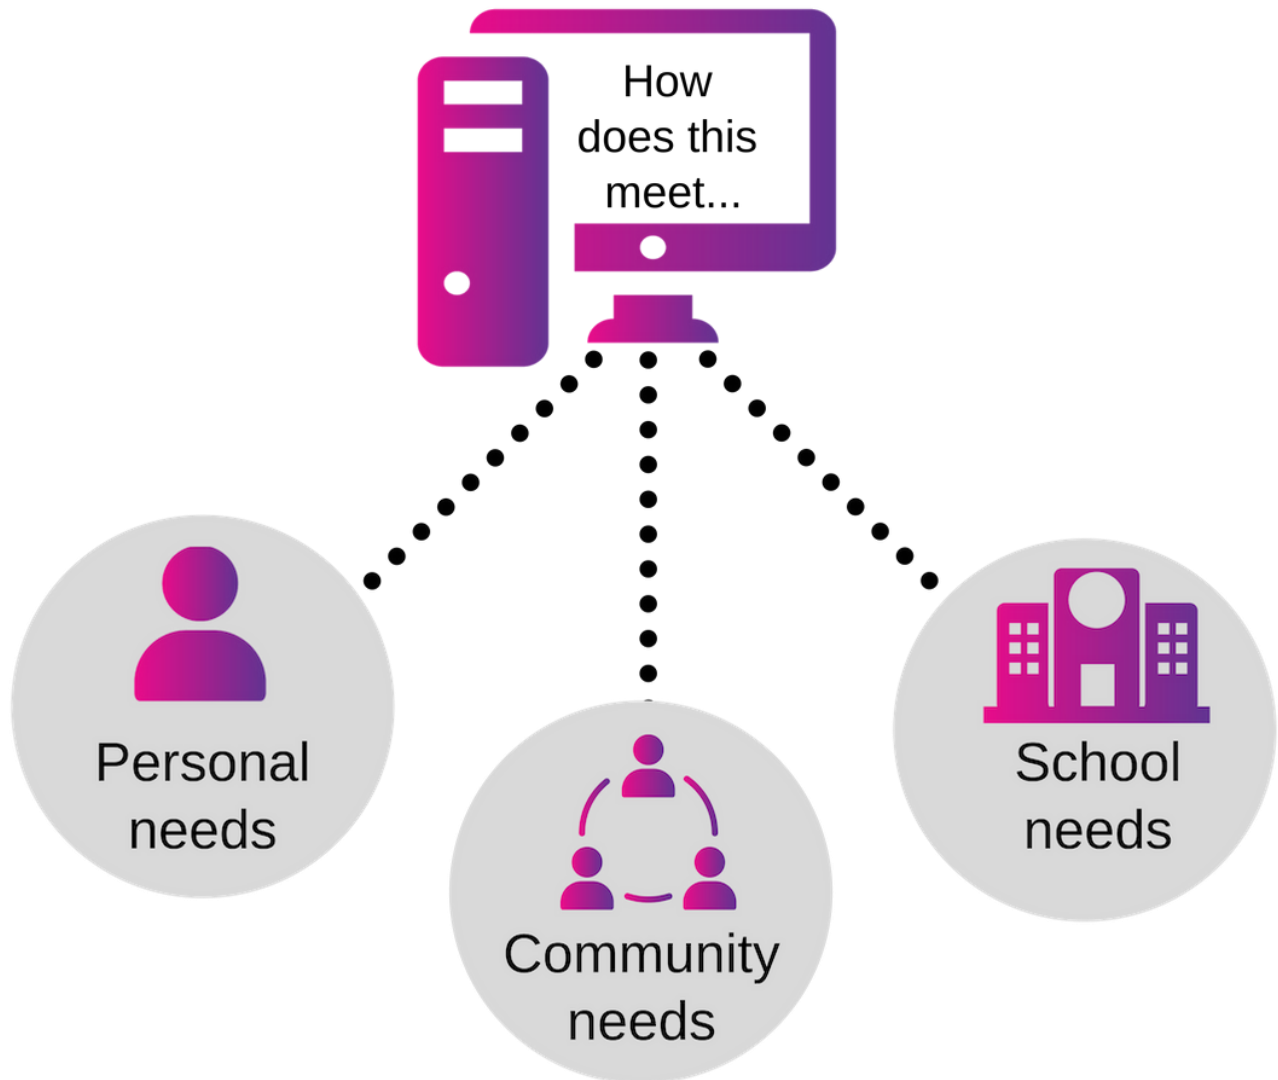 How
does this
meet...
Personal
needs
Community
needs
School
needs